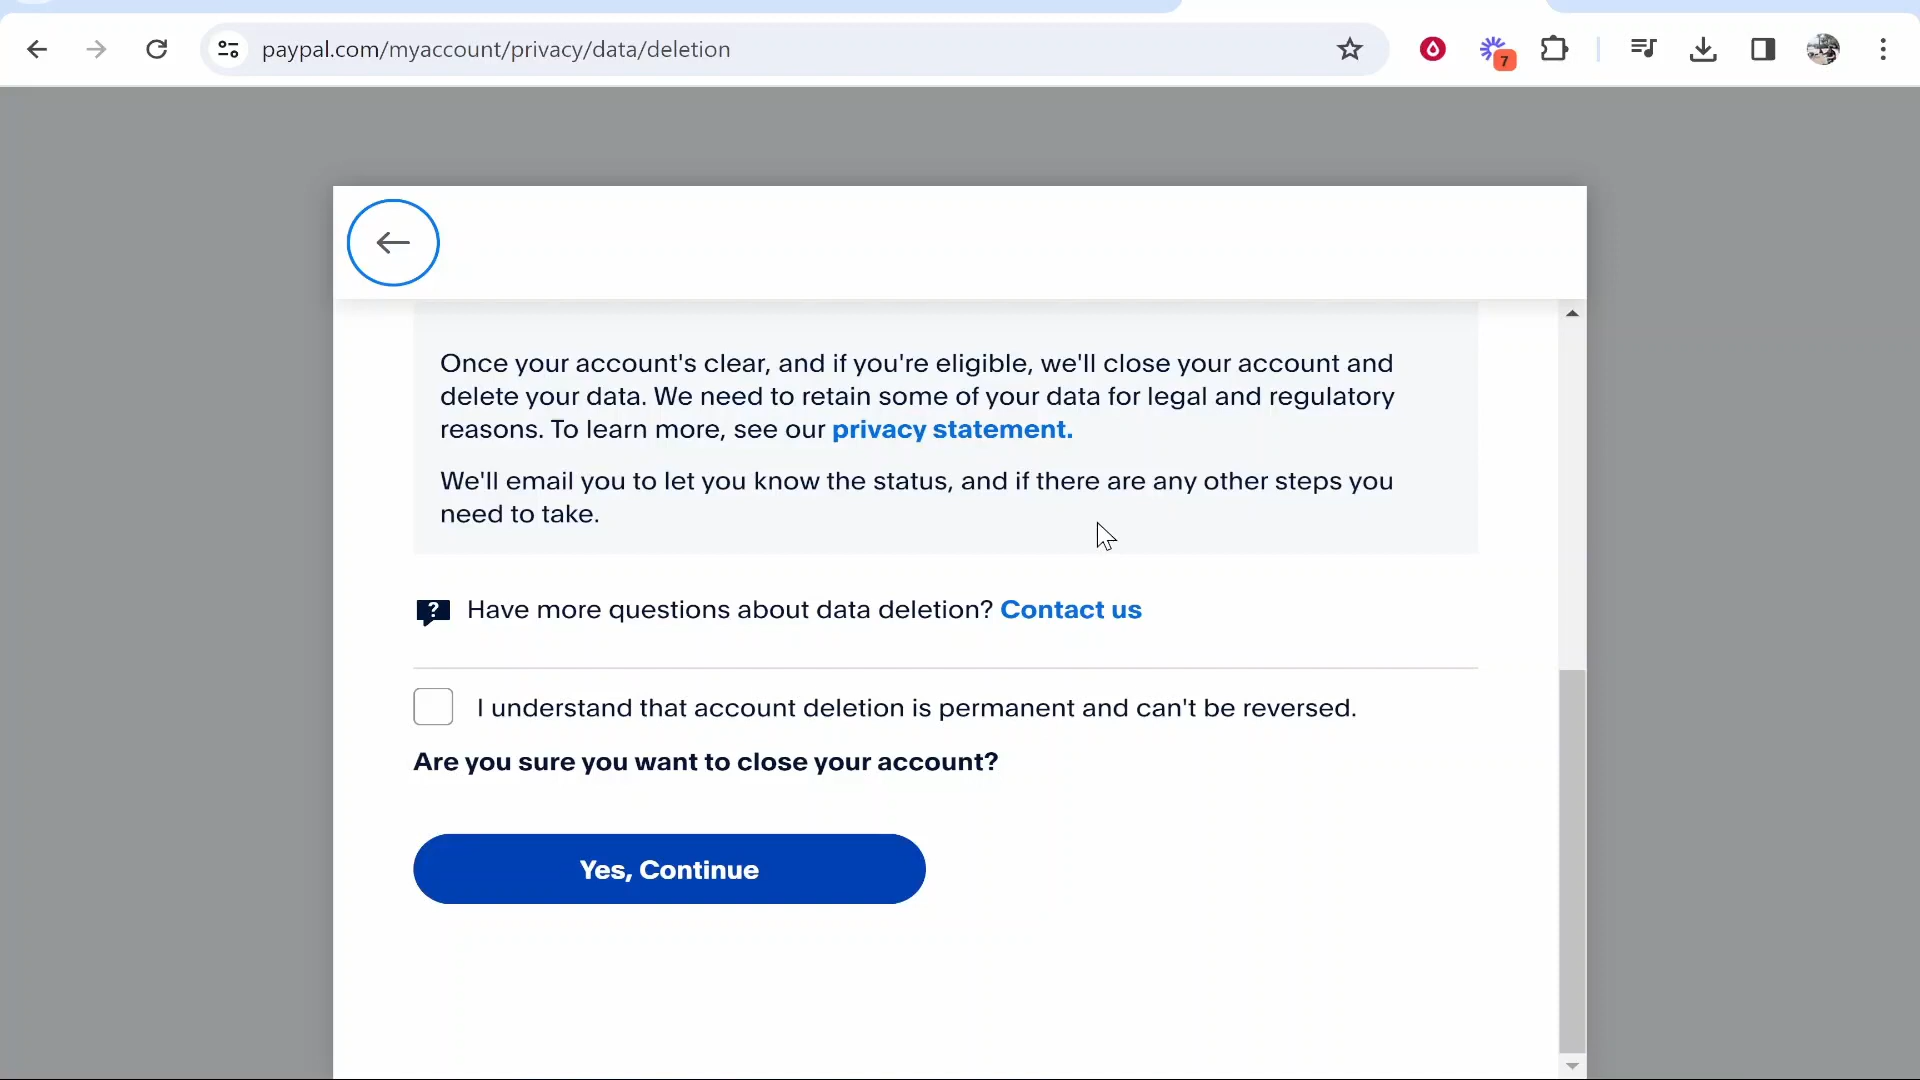 paypal.com/myaccount/privacy/data/deletion
7
Once your account's clear, and if you're eligible, we'll close your account and
delete your data. We need to retain some of your data for legal and regulatory
reasons. To learn more, see our privacy statement.
We'll email you to let you know the status, and if there are any other steps you
need to take.
? Have more questions about data deletion? Contact us
I understand that account deletion is permanent and can't be reversed.
Are you sure you want to close your account?
Yes, Continue